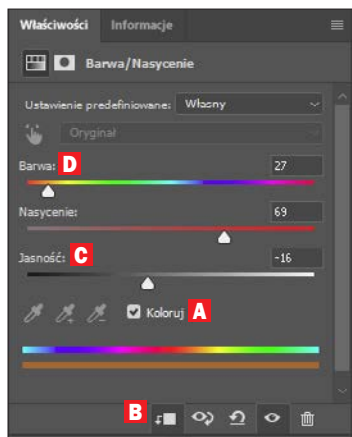 Właściwości Informacje
Barwa/Nasycenie
Ustawienie predefiniowane: Własny
Oryginał
Barwa: D 27
Nasycenie: 69
Jasność: C -16
Koloruj A
B